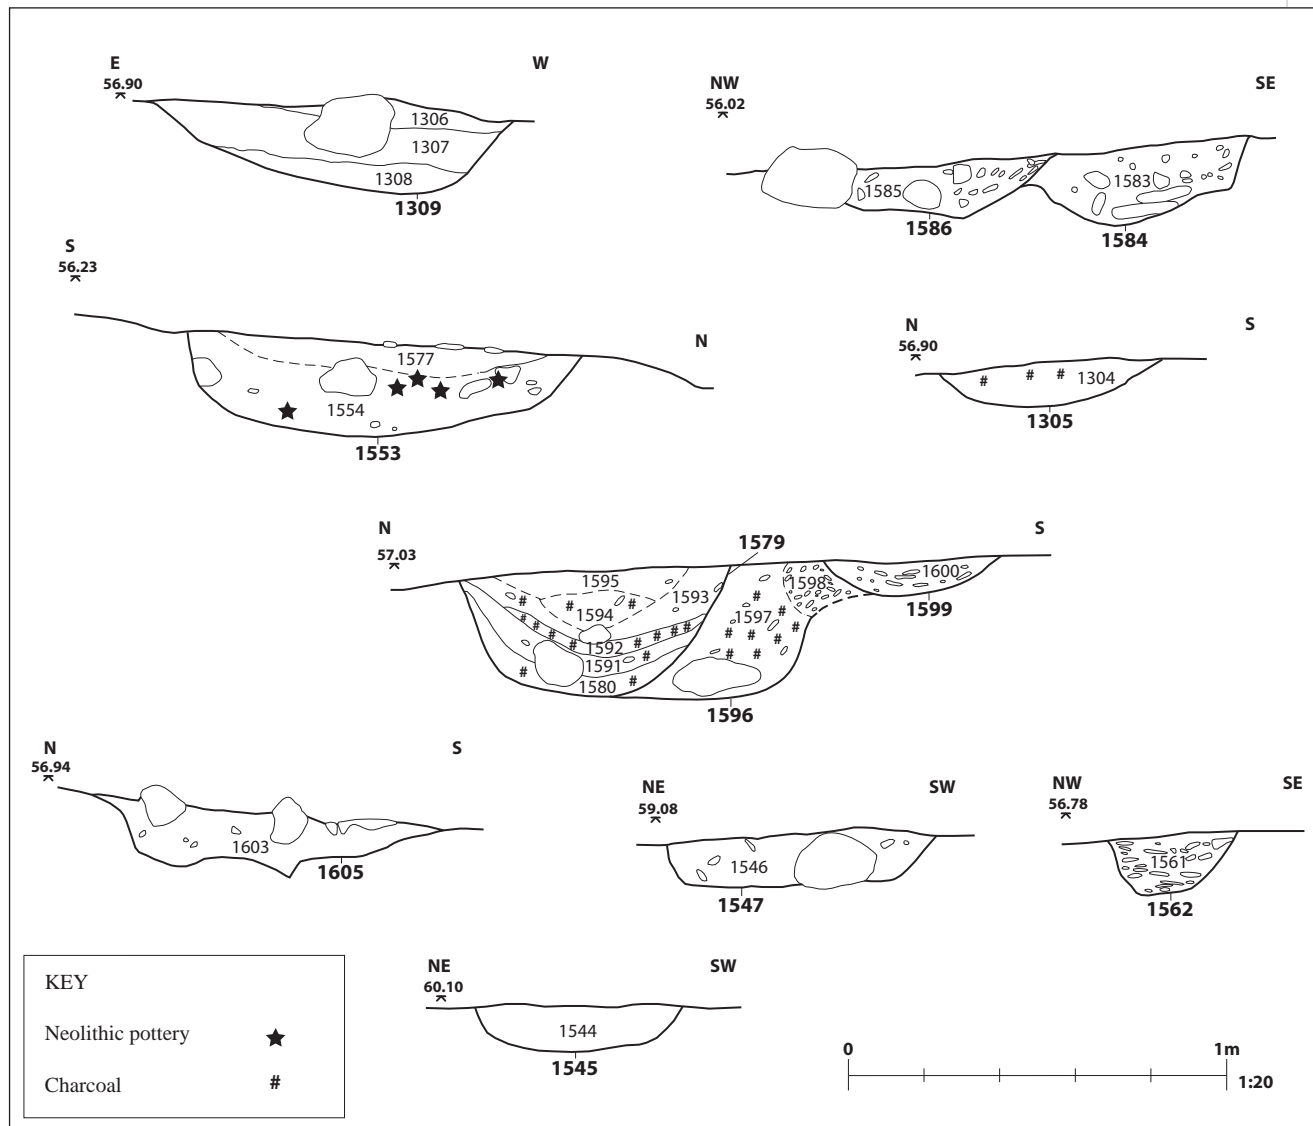 E
W
56.90
1306
1307
1308
1309
NW
SE
56.02
1585
1583
1586
1584
S
56.23
N
1577
1554
1553
N
S
56.90
1304
1305
N
S
57.03
1579
1595
1593
1594
1592
1591
1580
1598
1597
1600
1599
1596
N
S
56.94
1603
1605
NE
SW
59.08
1546
1547
NW
SE
56.78
1561
1562
KEY
Neolithic pottery
Charcoal #
NE
SW
60.10
1544
1545
0 1m
1:20